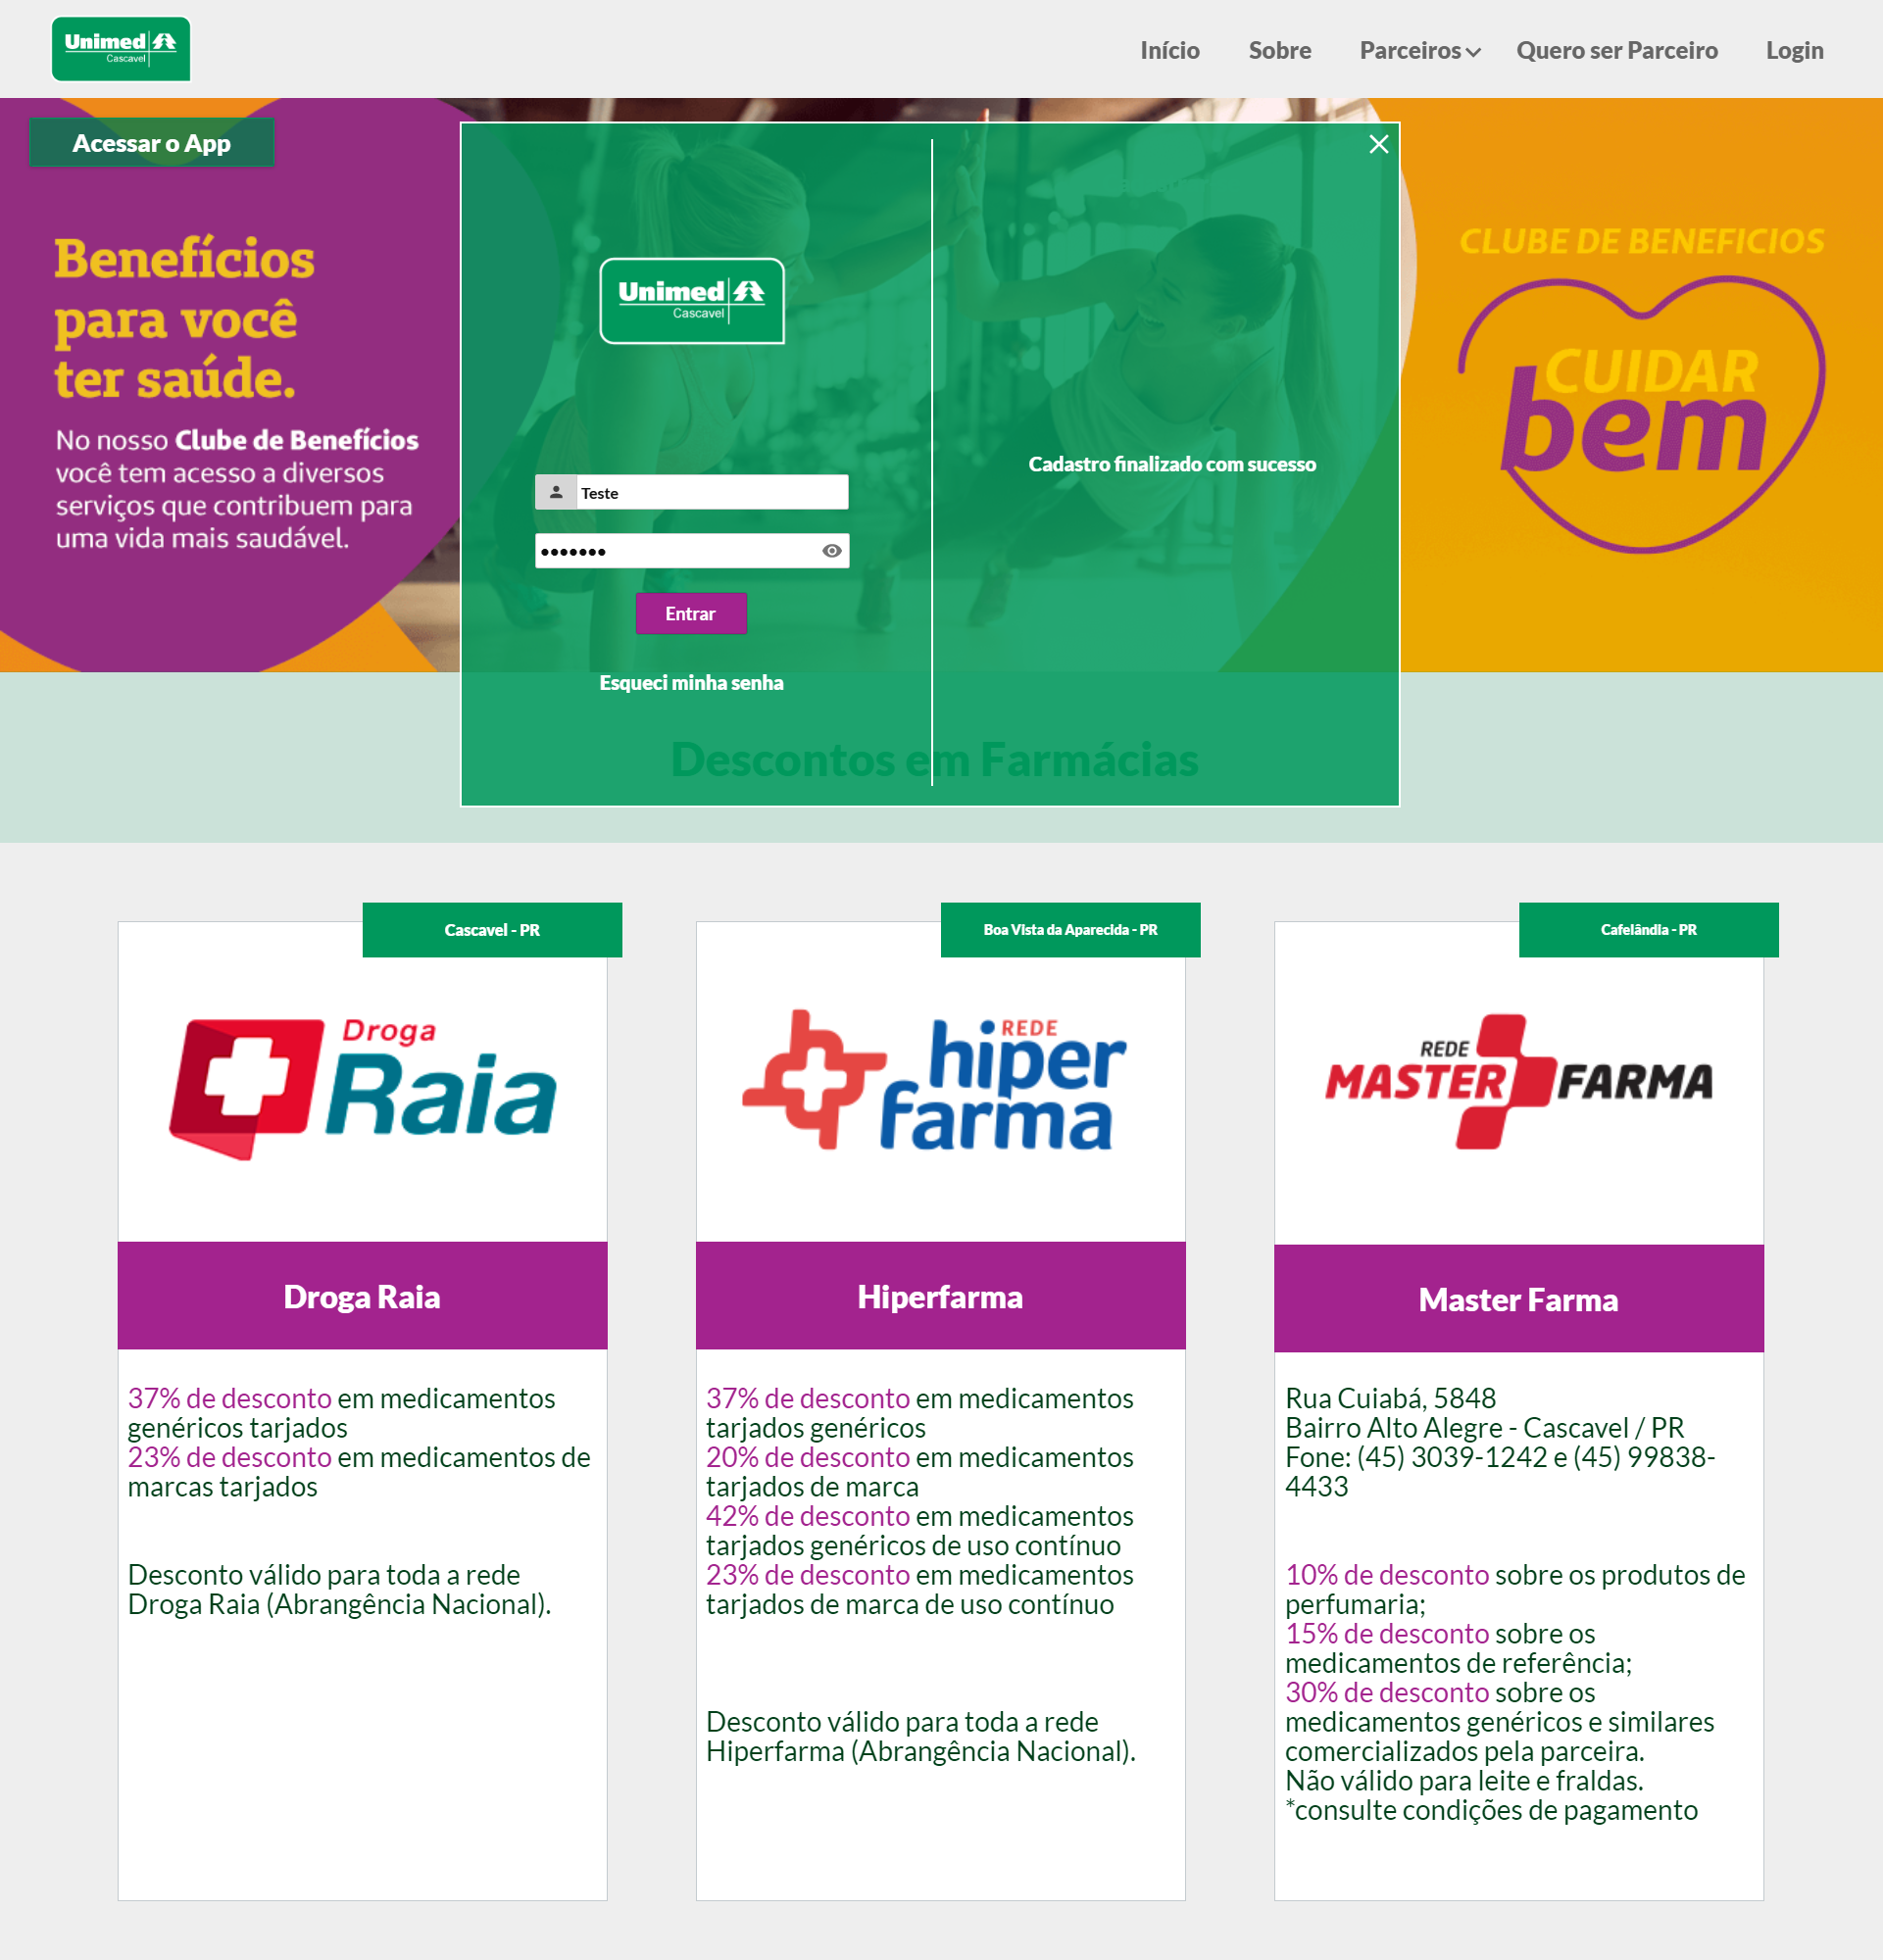 Unimed
Cascavel
Início
Sobre
Parceiros
Quero ser Parceiro
Login
Acessar o App
Benefícios
para você
ter saúde.
No nosso Clube de Benefícios
você tem acesso a diversos
serviços que contribuem para
uma vida mais saudável.
Unimed
Cascavel
Teste
Entrar
Esqueci minha senha
Cadastro finalizado com sucesso
CLUBE DE BENEFICIOS
CUIDAR
bem
Descontos em Farmácias
Cascavel - PR
Droga
Raia
Droga Raia
37% de desconto em medicamentos
genéricos tarjados
23% de desconto em medicamentos de
marcas tarjados
Desconto válido para toda a rede
Droga Raia (Abrangência Nacional).
Boa Vista da Aparecida - PR
REDE
hiper
farma
Hiperfarma
37% de desconto em medicamentos
tarjados genéricos
20% de desconto em medicamentos
tarjados de marca
42% de desconto em medicamentos
tarjados genéricos de uso contínuo
23% de desconto em medicamentos
tarjados de marca de uso contínuo
Desconto válido para toda a rede
Hiperfarma (Abrangência Nacional).
Cafelândia - PR
REDE
MASTER FARMA
Master Farma
Rua Cuiabá, 5848
Bairro Alto Alegre - Cascavel / PR
Fone: (45) 3039-1242 e (45) 99838-
4433
10% de desconto sobre os produtos de
perfumaria;
15% de desconto sobre os
medicamentos de referência;
30% de desconto sobre os
medicamentos genéricos e similares
comercializados pela parceira.
Não válido para leite e fraldas.
*consulte condições de pagamento